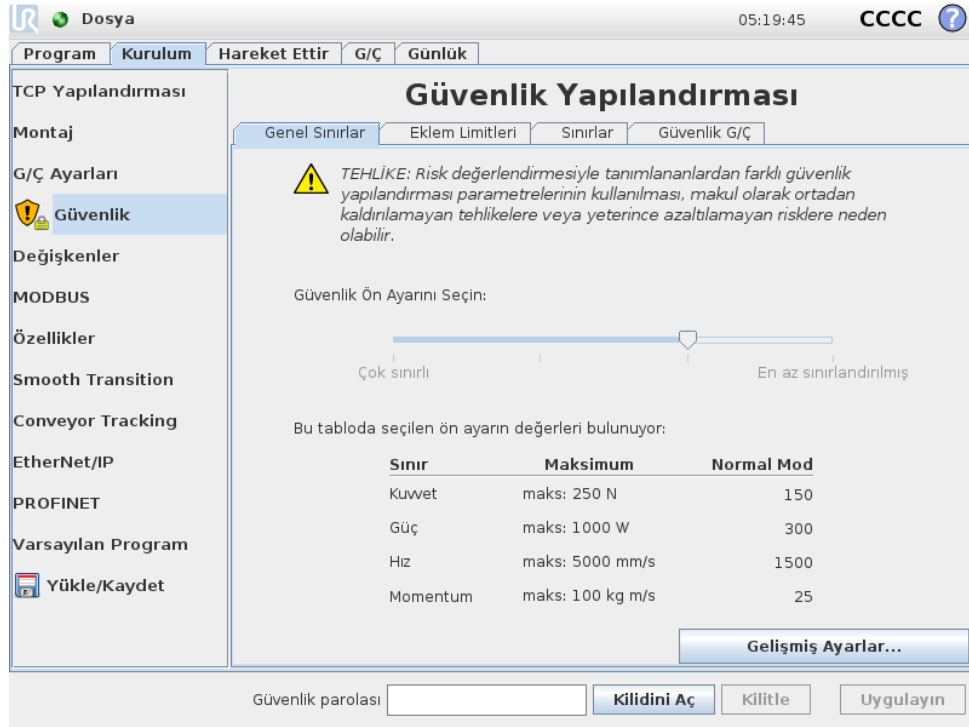 UR Dosya 05:19:45 CCCC ?
Program Kurulum Hareket Ettir G/Ç Günlük
TCP Yapılandırması
Montaj
G/Ç Ayarları
Güvenlik
Değişkenler
MODBUS
Özellikler
Smooth Transition
Conveyor Tracking
EtherNet/IP
PROFINET
Varsayılan Program
Yükle/Kaydet
Güvenlik Yapılandırması
Genel Sınırlar Eklem Limitleri Sınırlar Güvenlik G/Ç
TEHLİKE: Risk değerlendirmesiyle tanımlananlardan farklı güvenlik
yapılandırması parametrelerinin kullanılması, makul olarak ortadan
kaldırılamayan tehlikelere veya yeterince azaltılamayan risklere neden
olabilir.
Güvenlik Ön Ayarını Seçin:
Çok sınırlı En az sınırlandırılmış
Bu tabloda seçilen ön ayarın değerleri bulunuyor:
Sınır Maksimum Normal Mod
Kuvvet maks: 250 N 150
Güç maks: 1000 W 300
Hız maks: 5000 mm/s 1500
Momentum maks: 100 kg m/s 25
Gelişmiş Ayarlar...
Güvenlik parolası Kilidini Aç Kilitle Uygulayın